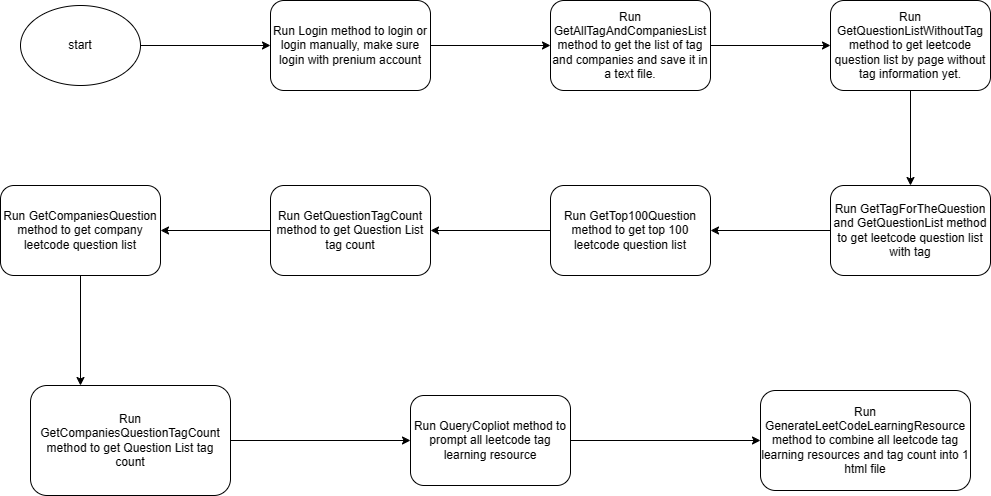 start
Run Login method to login or
login manually, make sure
login with prenium account
Run
GetAllTagAndCompaniesList
method to get the list of tag
and companies and save it in
a text file.
Run
GetQuestionListWithoutTag
method to get leetcode
question list by page without
tag information yet.
Run GetTagForTheQuestion
and GetQuestionList method
to get leetcode question list
with tag
Run GetTop100Question
method to get top 100
leetcode question list
Run GetQuestionTagCount
method to get Question List
tag count
Run GetCompaniesQuestion
method to get company
leetcode question list
Run
GetCompaniesQuestionTagCount
method to get Question List tag
count
Run QueryCopliot method to
prompt all leetcode tag
learning resource
Run
GenerateLeetCodeLearningResource
method to combine all leetcode tag
learning resources and tag count into 1
html file